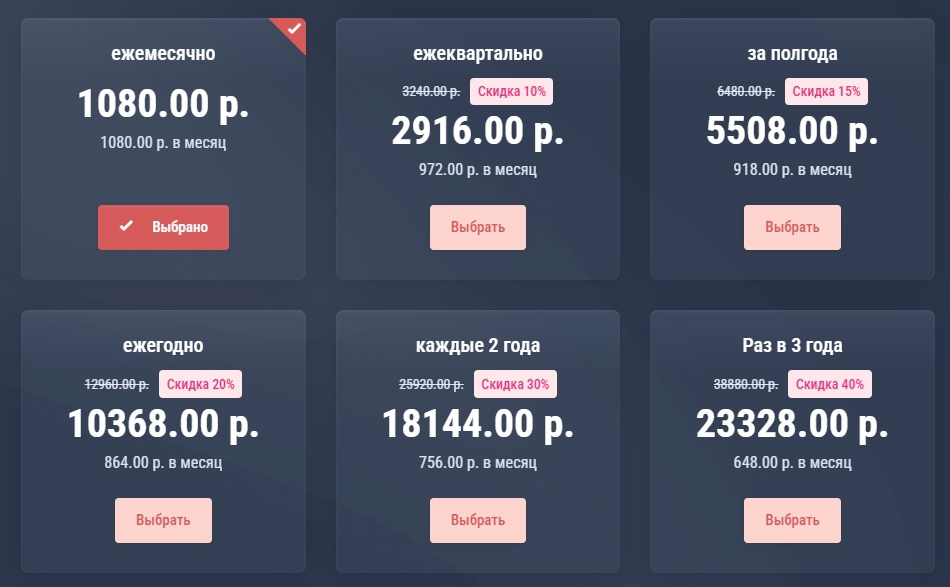 ежемесячно
1080.00 р.
1080.00 р. в месяц
Выбрано
ежеквартально
3240.00 р. Скидка 10%
2916.00 р.
972.00 р. в месяц
Выбрать
за полгода
6480.00 р. Скидка 15%
5508.00 р.
918.00 р. в месяц
Выбрать
ежегодно
12960.00 р. Скидка 20%
10368.00 р.
864.00 р. в месяц
Выбрать
каждые 2 года
25920.00 р. Скидка 30%
18144.00 р.
756.00 р. в месяц
Выбрать
Раз в 3 года
38880.00 р. Скидка 40%
23328.00 р.
648.00 р. в месяц
Выбрать